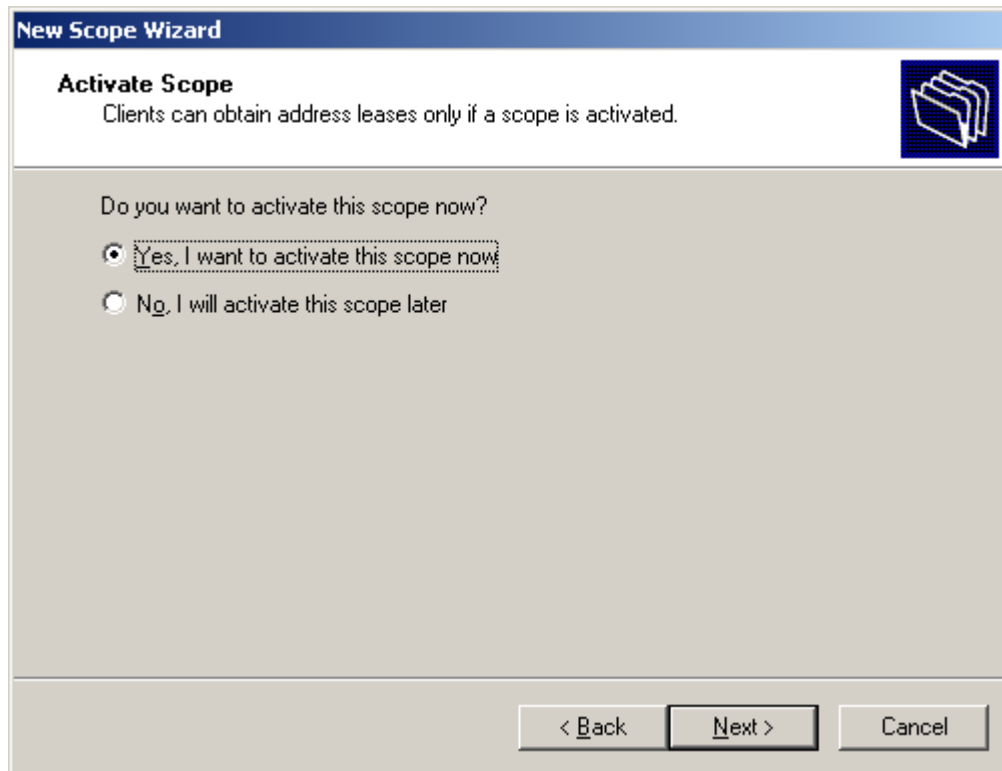 New Scope Wizard
Activate Scope
Clients can obtain address leases only if a scope is activated.
Do you want to activate this scope now?
Yes, I want to activate this scope now
No, I will activate this scope later
< Back
Next >
Cancel